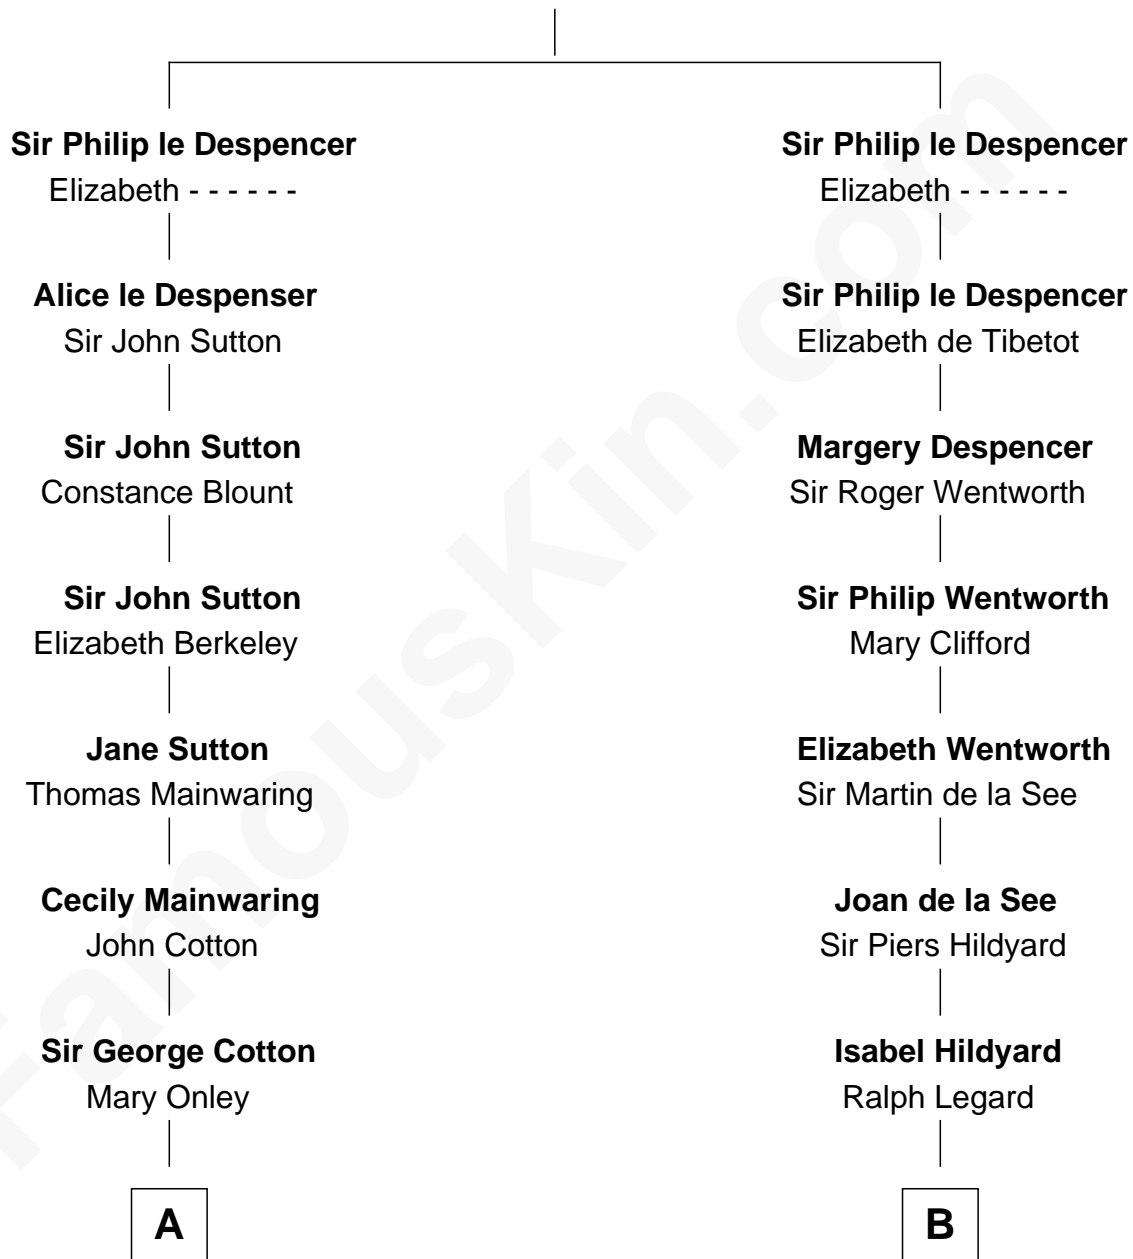 Sir Philip le Despencer
Elizabeth - - - - - -
Alice le Despenser
Sir John Sutton
Sir John Sutton
Constance Blount
Sir John Sutton
Elizabeth Berkeley
Jane Sutton
Thomas Mainwaring
Cecily Mainwaring
John Cotton
Sir George Cotton
Mary Onley
A
Sir Philip le Despencer
Elizabeth - - - - - -
Sir Philip le Despencer
Elizabeth de Tibetot
Margery Despencer
Sir Roger Wentworth
Sir Philip Wentworth
Mary Clifford
Elizabeth Wentworth
Sir Martin de la See
Joan de la See
Sir Piers Hildyard
Isabel Hildyard
Ralph Legard
B
FamousKin.com